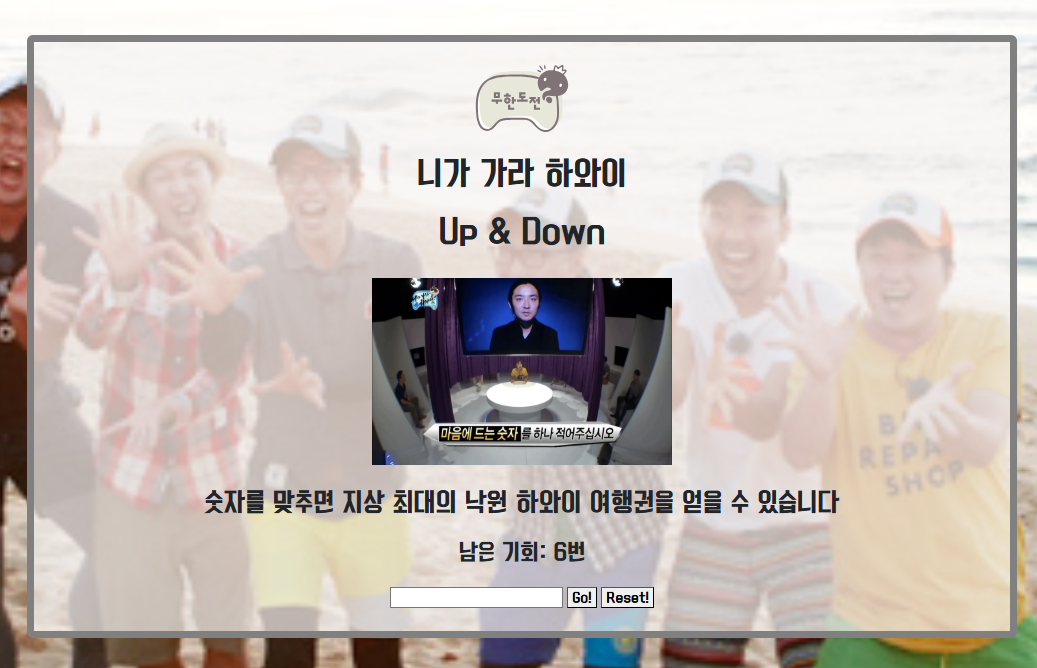 무한도전
니가 가라 하와이
Up & Down
마음에 드는 숫자를 하나 적어주십시오
숫자를 맞추면 지상 최대의 낙원 하와이 여행권을 얻을 수 있습니다
남은 기회: 6번
Go! Reset!
REPAIR
SHOP